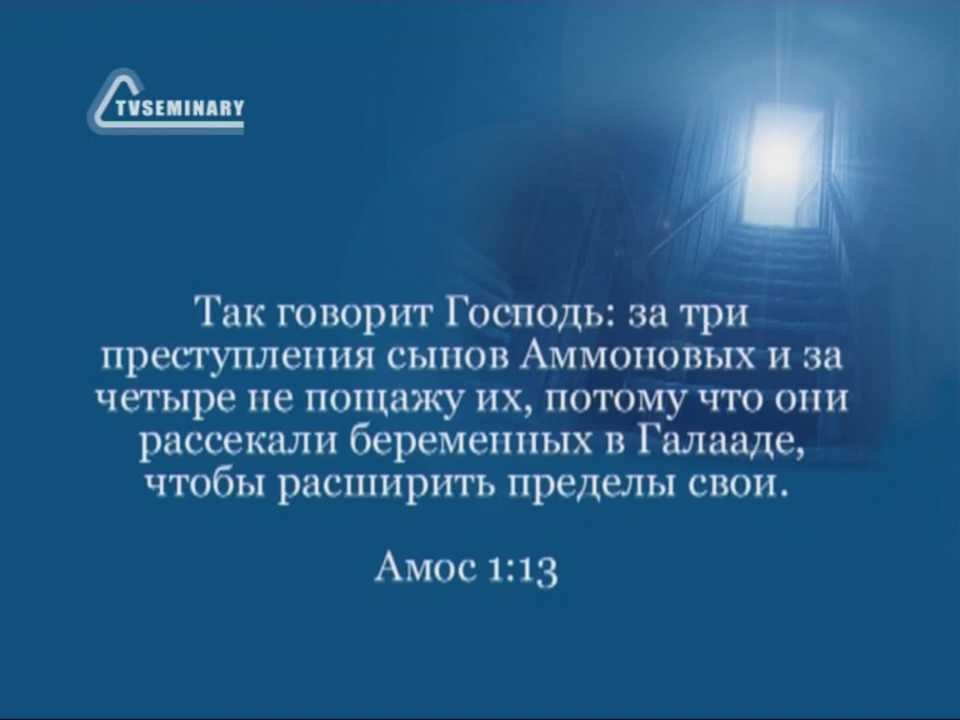 TVSEMINARY
Так говорит Господь: за три
преступления сынов Аммоновых и за
четыре не пощажу их, потому что они
рассекали беременных в Галааде,
чтобы расширить пределы свои.
Амос 1:13